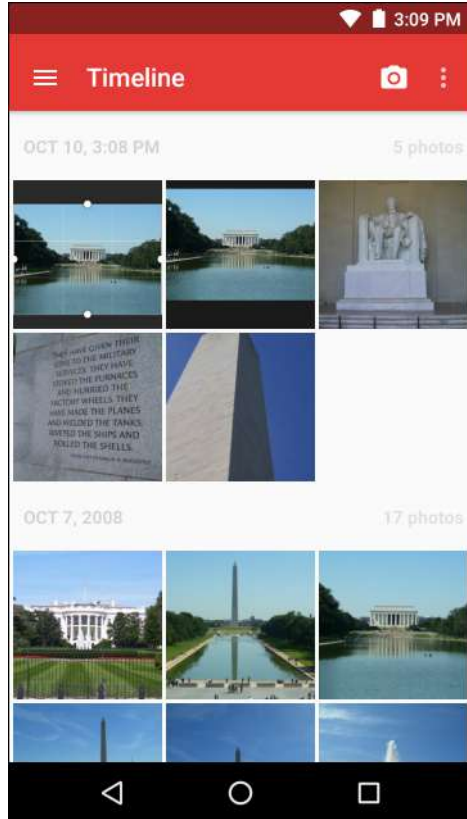 3:09 PM
Timeline
OCT 10, 3:08 PM 5 photos
THEY HAVE GIVEN THEIR
SONS TO THE MILITARY
SERVICES. THEY HAVE
STOKED THE FURNACES
AND HURRIED THE
FACTORY WHEELS. THEY
HAVE MADE THE PLANES
AND WELDED THE TANKS.
RIVETED THE SHIPS AND
ROLLED THE SHELLS.
OCT 7, 2008 17 photos